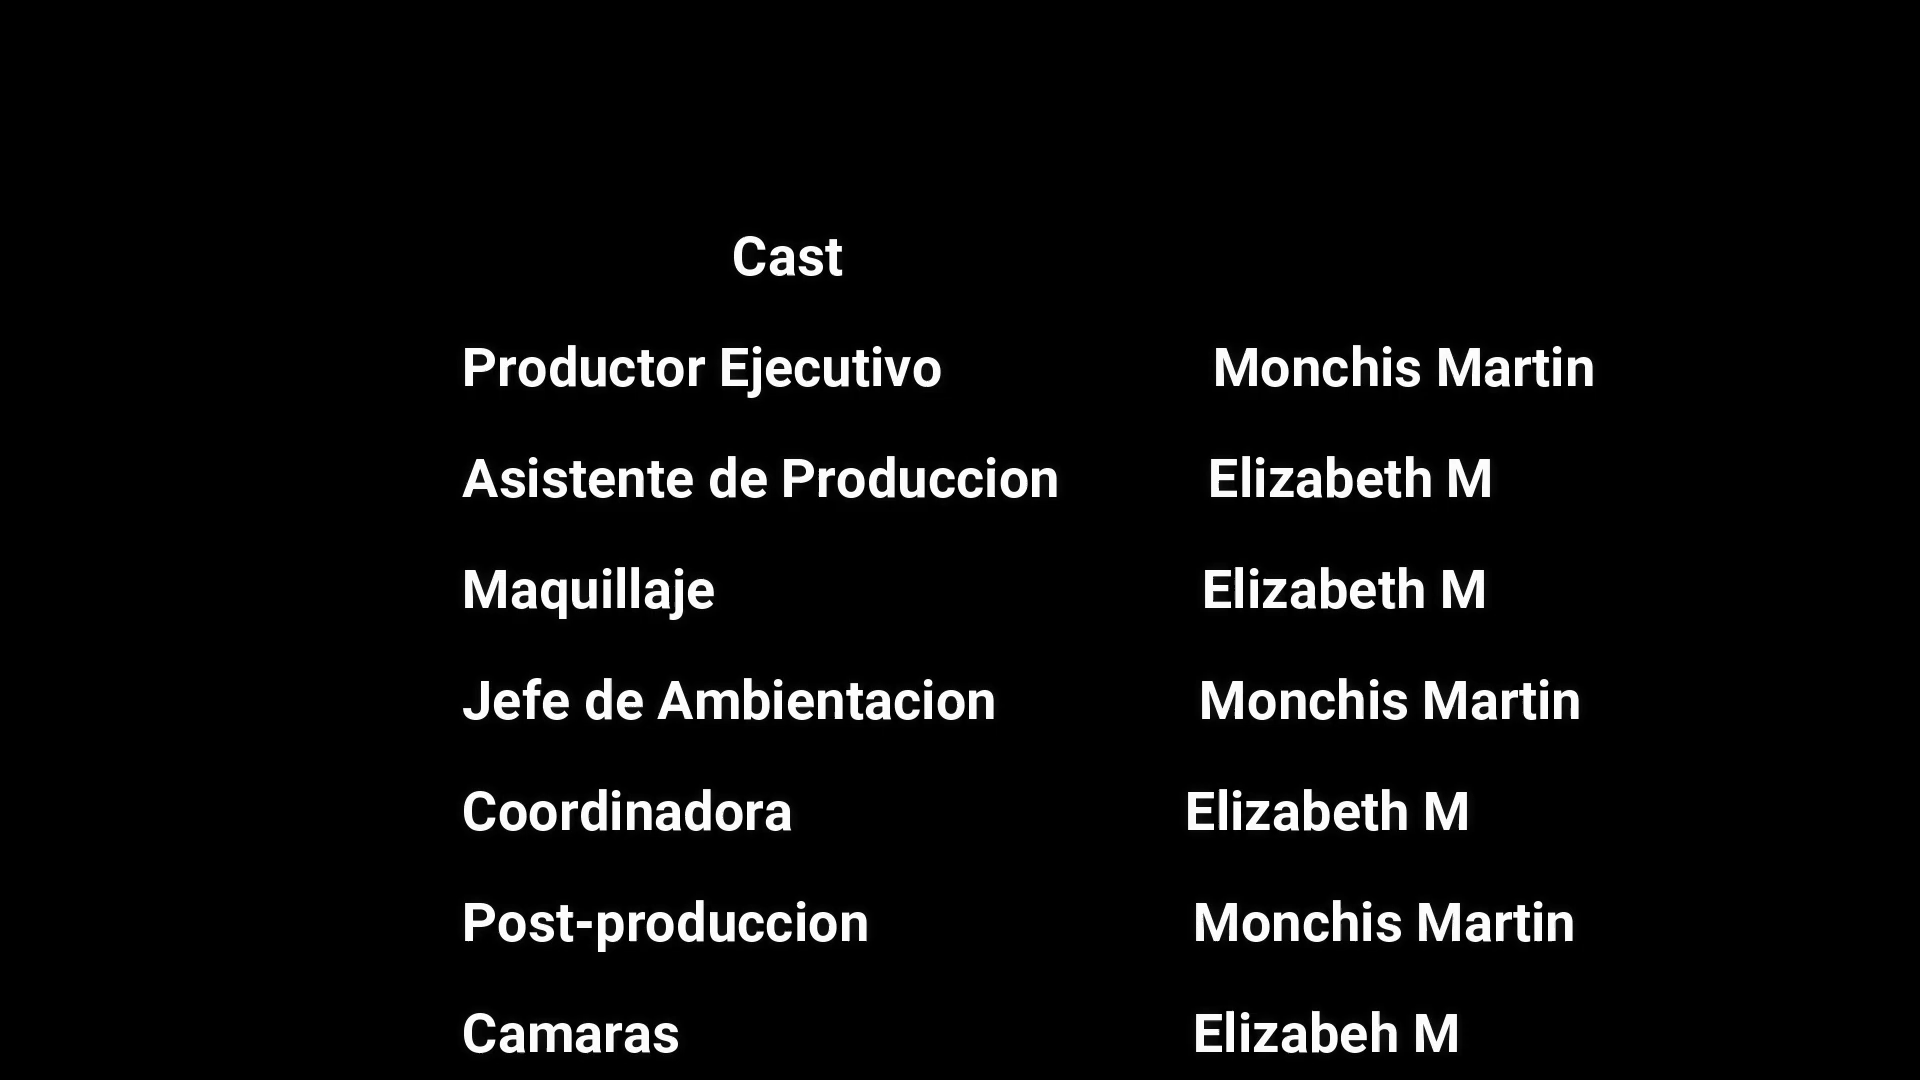 Cast
Productor Ejecutivo Monchis Martin
Asistente de Produccion Elizabeth M
Maquillaje Elizabeth M
Jefe de Ambientacion Monchis Martin
Coordinadora Elizabeth M
Post-produccion Monchis Martin
Camaras Elizabeh M